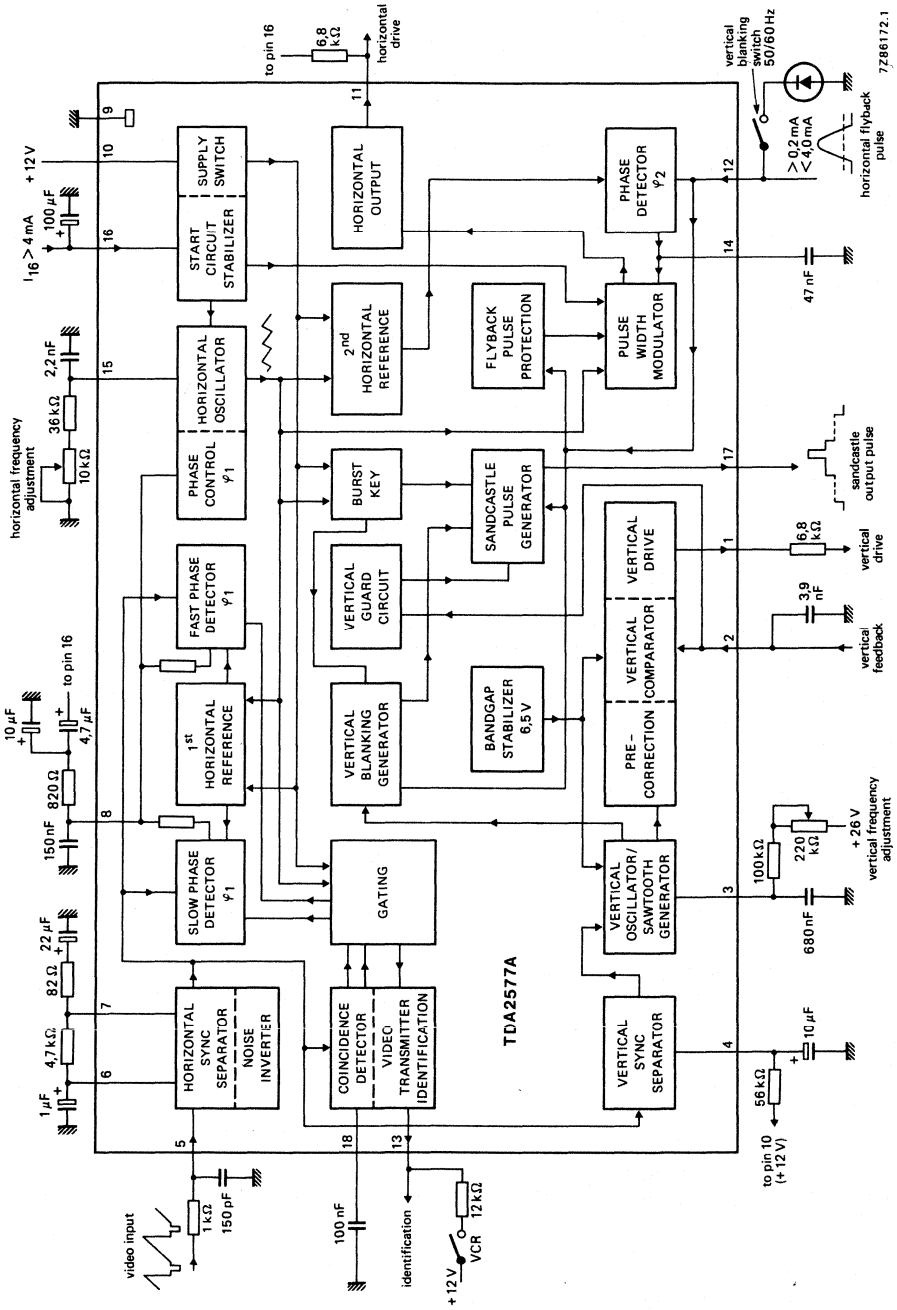 video input
1 kΩ
150 pF
5
1 μF
+
6
4,7 kΩ
7
82 Ω
22 μF
+
HORIZONTAL
SYNC
SEPARATOR
NOISE
INVERTER
150 nF
8
820 Ω
10 μF
+
4,7 μF
+
to pin 16
SLOW PHASE
DETECTOR
φ1
1st
HORIZONTAL
REFERENCE
FAST PHASE
DETECTOR
φ1
horizontal frequency
adjustment
10 kΩ
36 kΩ
2,2 nF
15
PHASE
CONTROL
φ1
HORIZONTAL
OSCILLATOR
I16 > 4 mA
100 μF
+
16
+ 12 V
10
9
START
CIRCUIT
STABILIZER
SUPPLY
SWITCH
to pin 16
6,8
kΩ
horizontal
drive
11
100 nF
18
13
identification
12 kΩ
VCR
+ 12 V
COINCIDENCE
DETECTOR
VIDEO
TRANSMITTER
IDENTIFICATION
GATING
VERTICAL
BLANKING
GENERATOR
VERTICAL
GUARD
CIRCUIT
BURST
KEY
2nd
HORIZONTAL
REFERENCE
HORIZONTAL
OUTPUT
TDA2577A
BANDGAP
STABILIZER
6,5 V
SANDCASTLE
PULSE
GENERATOR
FLYBACK
PULSE
PROTECTION
VERTICAL SYNC
SEPARATOR
VERTICAL
OSCILLATOR/
SAWTOOTH
GENERATOR
PRE-
CORRECTION
VERTICAL
COMPARATOR
VERTICAL
DRIVE
PULSE
WIDTH
MODULATOR
PHASE
DETECTOR
φ2
4
56 kΩ
to pin 10
(+ 12 V)
10 μF
+
3
680 nF
100 kΩ
220
kΩ
+ 26 V
vertical frequency
adjustment
2
vertical
feedback
3,9
nF
1
6,8
kΩ
vertical
drive
17
sandcastle
output pulse
14
47 nF
12
> 0,2 mA
< 4,0 mA
horizontal flyback
pulse
vertical
blanking
switch
50/60 Hz
7Z86172.1